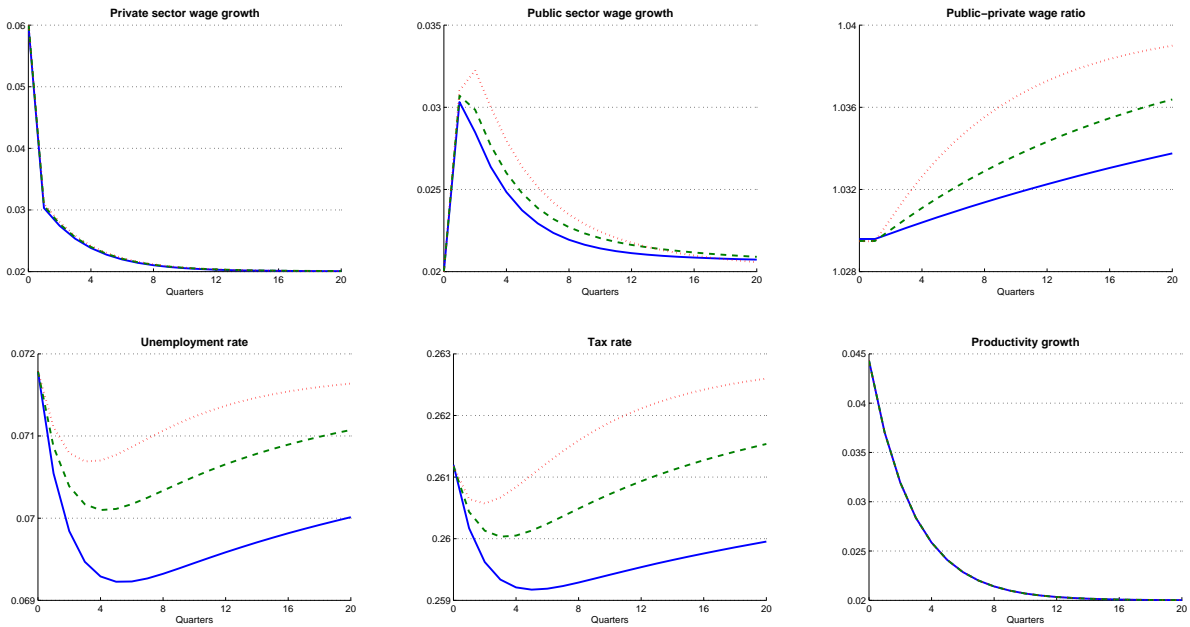 Private sector wage growth
0.06
0.05
0.04
0.03
0.02
0 4 8 12 16 20
Quarters
Public sector wage growth
0.035
0.03
0.025
0.02
0 4 8 12 16 20
Quarters
Public−private wage ratio
1.04
1.036
1.032
1.028
0 4 8 12 16 20
Quarters
Unemployment rate
0.072
0.071
0.07
0.069
0 4 8 12 16 20
Quarters
Tax rate
0.263
0.262
0.261
0.26
0.259
0 4 8 12 16 20
Quarters
Productivity growth
0.045
0.04
0.035
0.03
0.025
0.02
0 4 8 12 16 20
Quarters